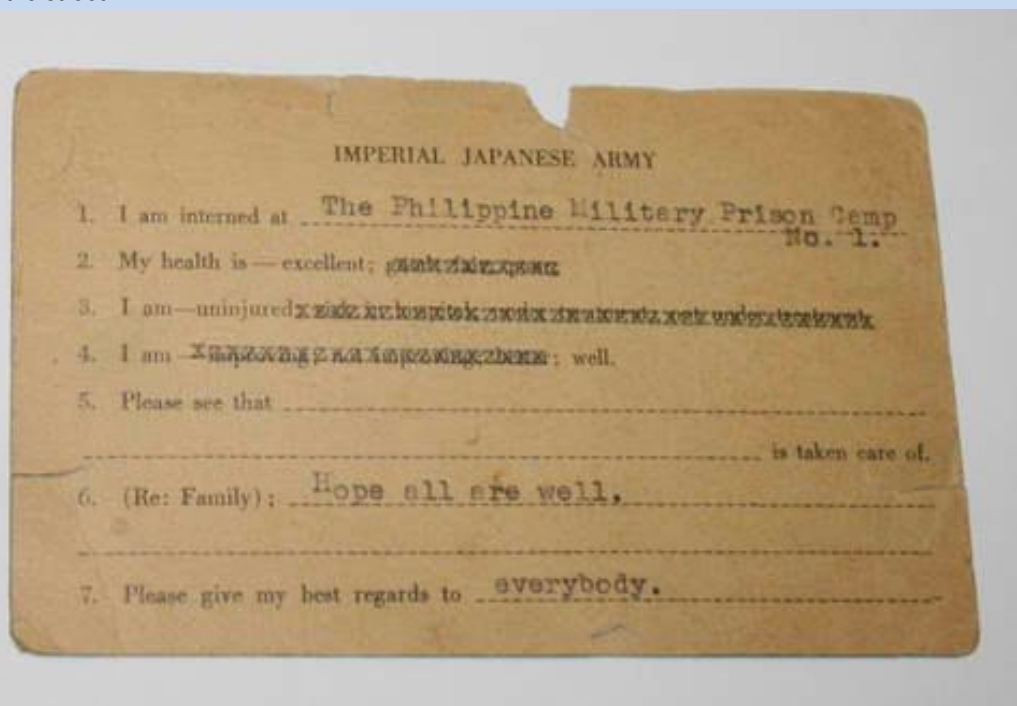 IMPERIAL JAPANESE ARMY
1. I am interned at The Philippine Military Prison Camp
No. 1.
2. My health is — excellent;
3. I am — uninjured
4. I am ; well.
5. Please see that
is taken care of.
6. (Re: Family); Hope all are well.
7. Please give my best regards to everybody.